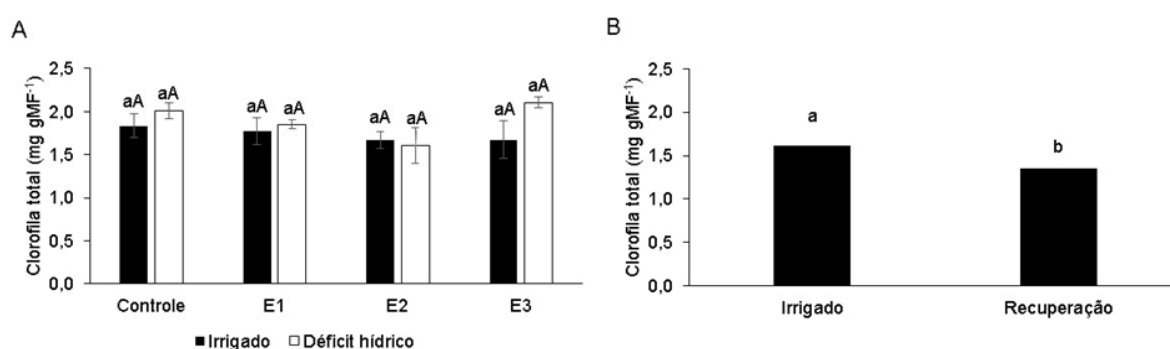 A
Clorofila total (mg gMF⁻¹)
2,5
2,0
1,5
1,0
0,5
0,0
aA aA
aA aA
aA aA
aA aA
Controle E1 E2 E3
Irrigado Déficit hídrico
B
Clorofila total (mg gMF⁻¹)
2,5
2,0
1,5
1,0
0,5
0,0
a
b
Irrigado Recuperação